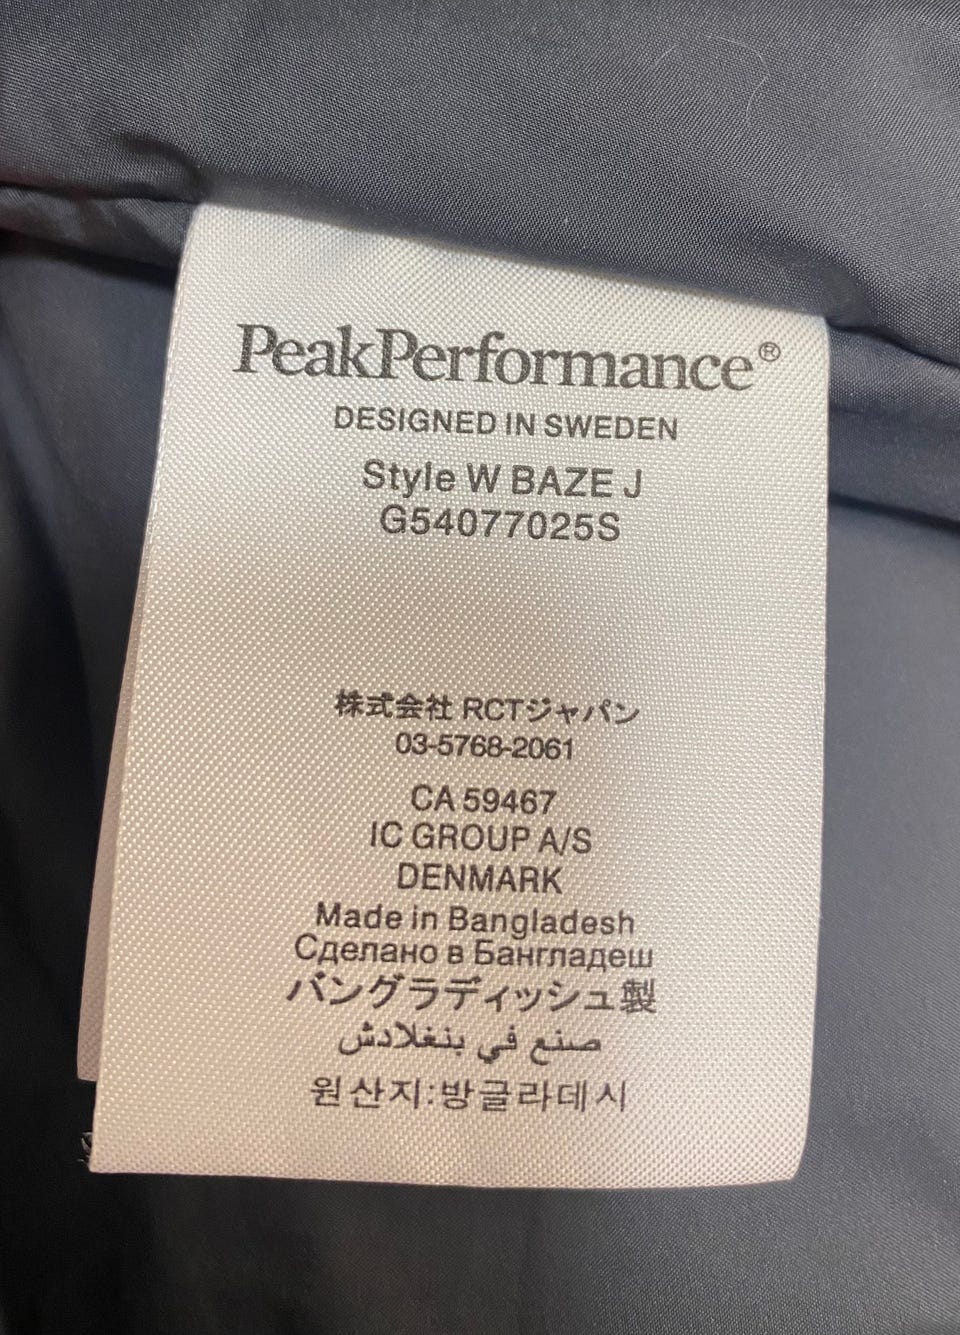 PeakPerformance®
DESIGNED IN SWEDEN
Style W BAZE J
G54077025S
株式会社 RCTジャパン
03-5768-2061
CA 59467
IC GROUP A/S
DENMARK
Made in Bangladesh
Сделано в Бангладеш
バングラディッシュ製
صنع في بنغلادش
원산지:방글라데시